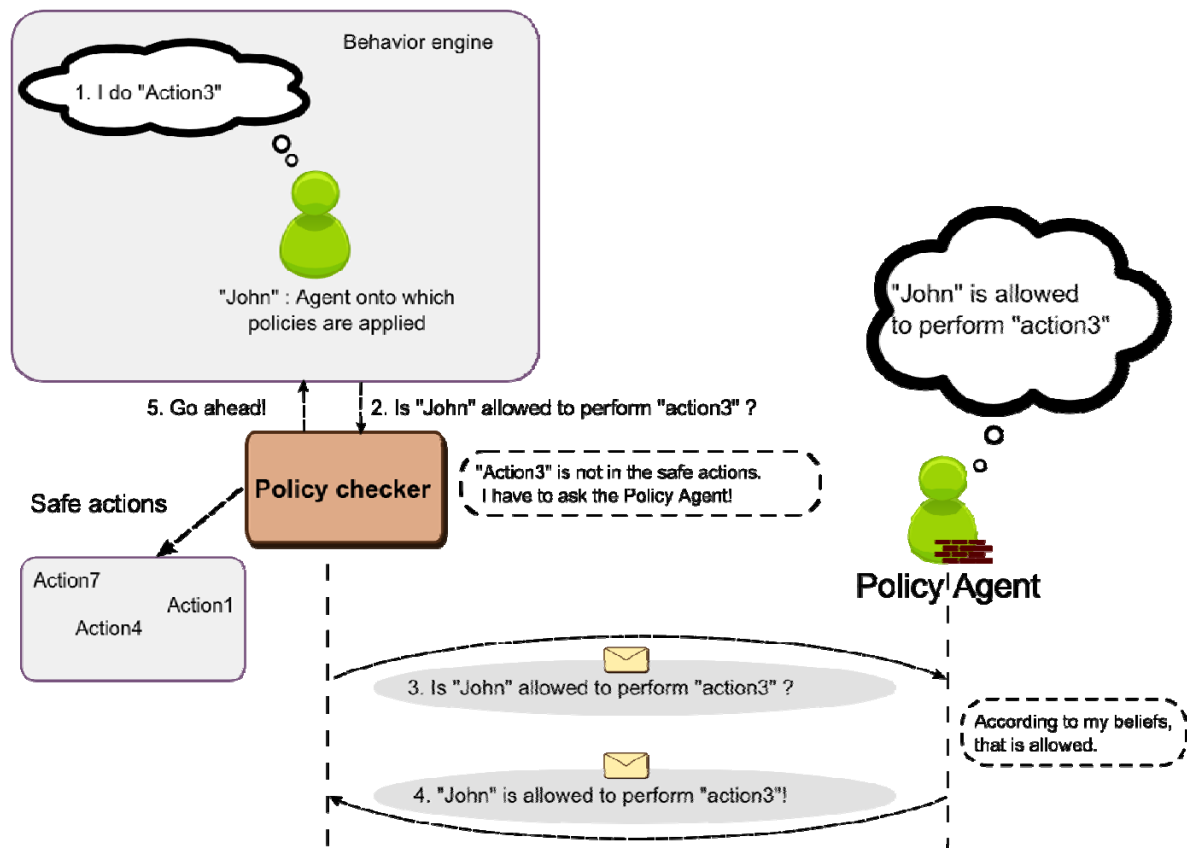 Behavior engine
1. I do "Action3"
"John" : Agent onto which
policies are applied
"John" is allowed
to perform "action3"
5. Go ahead!
2. Is "John" allowed to perform "action3" ?
Policy checker
"Action3" is not in the safe actions.
I have to ask the Policy Agent!
Safe actions
Action7
Action1
Action4
Policy Agent
3. Is "John" allowed to perform "action3" ?
According to my beliefs,
that is allowed.
4. "John" is allowed to perform "action3"!